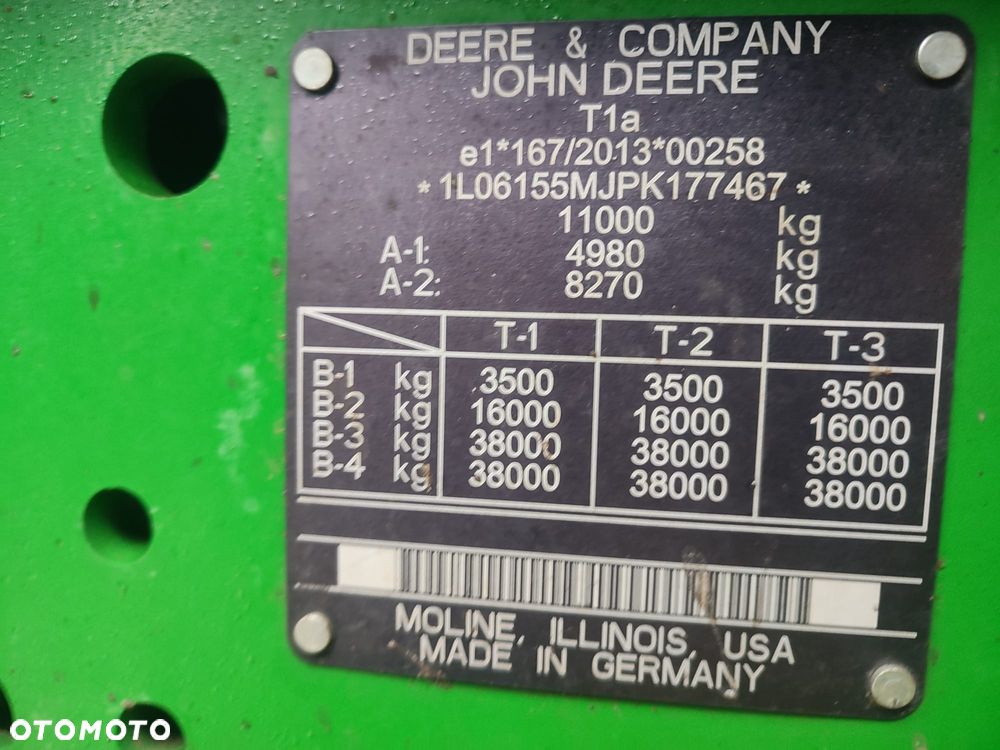 DEERE & COMPANY
JOHN DEERE
T1a
e1*167/2013*00258
*1L06155MJPK177467*
11000 kg
A-1: 4980 kg
A-2: 8270 kg
T-1 T-2 T-3
B-1 kg 3500 3500 3500
B-2 kg 16000 16000 16000
B-3 kg 38000 38000 38000
B-4 kg 38000 38000 38000
MOLINE, ILLINOIS, USA
MADE IN GERMANY
OTOMOTO